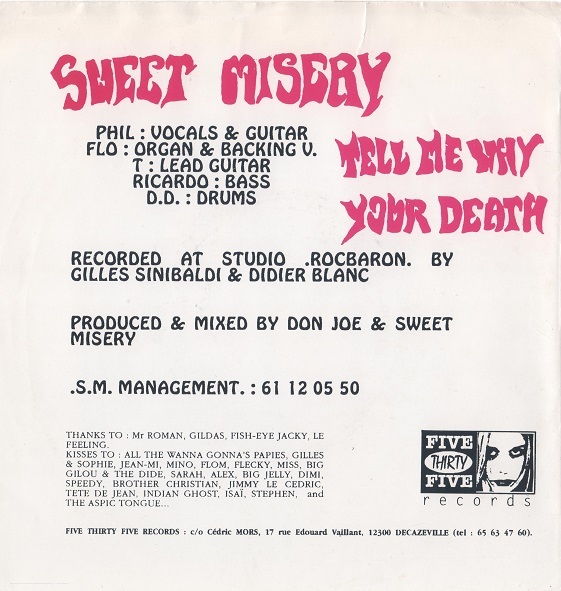 SWEET MISERY
PHIL : VOCALS & GUITAR
FLO : ORGAN & BACKING V.
T : LEAD GUITAR
RICARDO : BASS
D.D. : DRUMS
TELL ME WHY
YOUR DEATH
RECORDED AT STUDIO .ROCBARON. BY
GILLES SINIBALDI & DIDIER BLANC
PRODUCED & MIXED BY DON JOE & SWEET
MISERY
.S.M. MANAGEMENT. : 61 12 05 50
THANKS TO : Mr ROMAN, GILDAS, FISH-EYE JACKY, LE
FEELING.
KISSES TO : ALL THE WANNA GONNA'S PAPIES, GILLES
& SOPHIE, JEAN-MI, MINO, FLOM, FLECKY, MISS, BIG
GILOU & THE DIDE, SARAH, ALEX, BIG JELLY, DIMI,
SPEEDY, BROTHER CHRISTIAN, JIMMY LE CEDRIC,
TETE DE JEAN, INDIAN GHOST, ISAÏ, STEPHEN, and
THE ASPIC TONGUE...
FIVE
THIRTY
FIVE
records
FIVE THIRTY FIVE RECORDS : c/o Cédric MORS, 17 rue Edouard Vaillant, 12300 DECAZEVILLE (tel : 65 63 47 60).